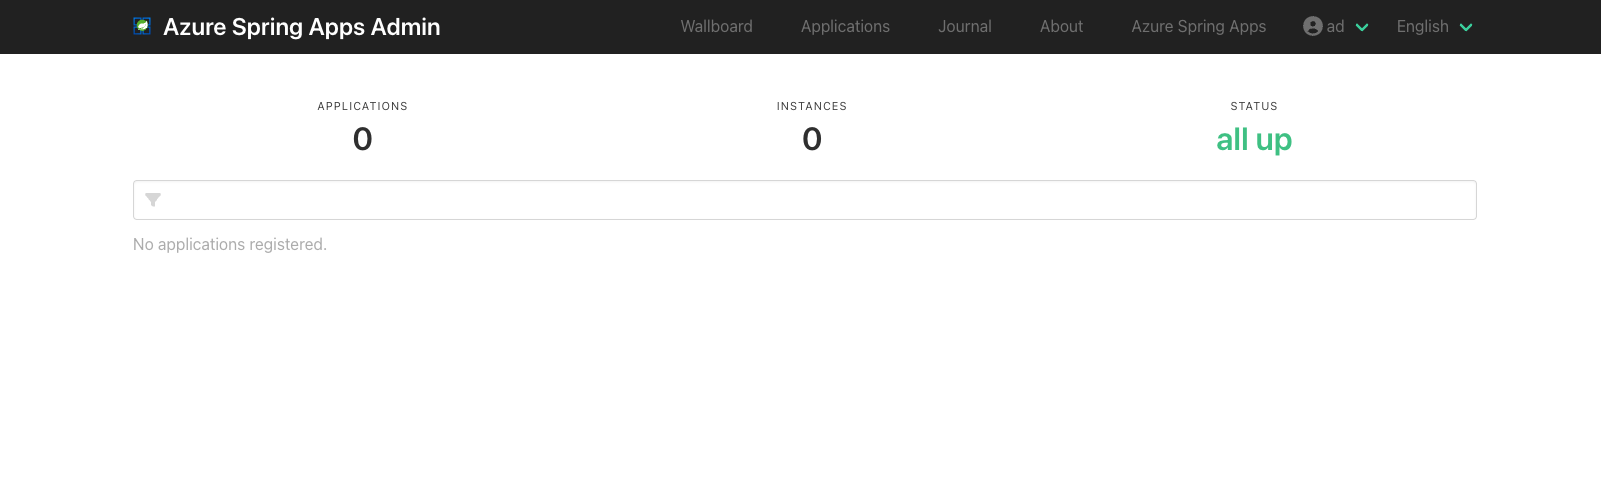 Azure Spring Apps Admin Wallboard Applications Journal About Azure Spring Apps ad English
APPLICATIONS INSTANCES STATUS
0 0 all up
No applications registered.